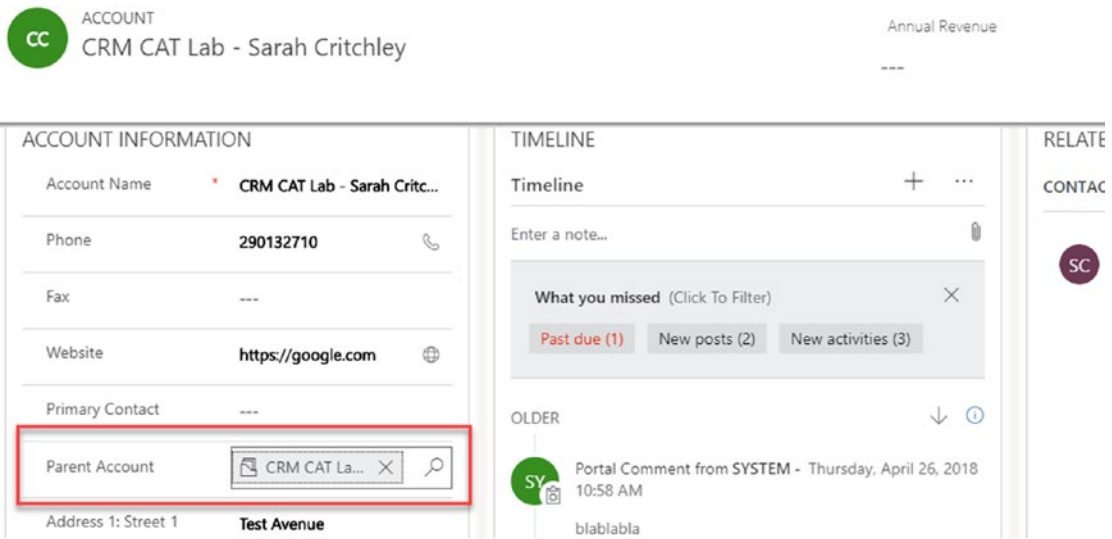 CC
ACCOUNT
CRM CAT Lab - Sarah Critchley
Annual Revenue
---
ACCOUNT INFORMATION
Account Name * CRM CAT Lab - Sarah Critc...
Phone 290132710
Fax ---
Website https://google.com
Primary Contact ---
Parent Account CRM CAT La...
Address 1: Street 1 Test Avenue
TIMELINE
Timeline
Enter a note...
What you missed (Click To Filter)
Past due (1) New posts (2) New activities (3)
OLDER
SY
Portal Comment from SYSTEM - Thursday, April 26, 2018
10:58 AM
blablabla
RELATE
CONTAC
SC